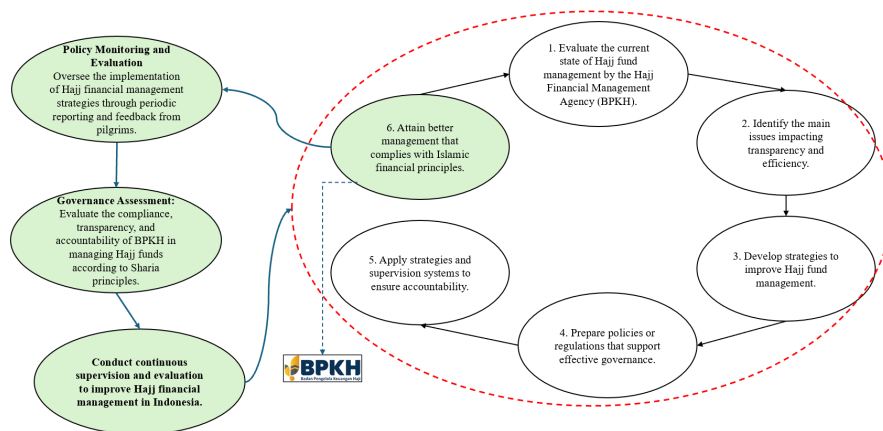 Policy Monitoring and
Evaluation
Oversee the implementation
of Hajj financial management
strategies through periodic
reporting and feedback from
pilgrims.
Governance Assessment:
Evaluate the compliance,
transparency, and
accountability of BPKH in
managing Hajj funds
according to Sharia
principles.
Conduct continuous
supervision and evaluation
to improve Hajj financial
management in Indonesia.
1. Evaluate the current
state of Hajj fund
management by the Hajj
Financial Management
Agency (BPKH).
2. Identify the main
issues impacting
transparency and
efficiency.
3. Develop strategies to
improve Hajj fund
management.
4. Prepare policies or
regulations that support
effective governance.
5. Apply strategies and
supervision systems to
ensure accountability.
6. Attain better
management that
complies with Islamic
financial principles.
BPKH
Badan Pengelola Keuangan Haji